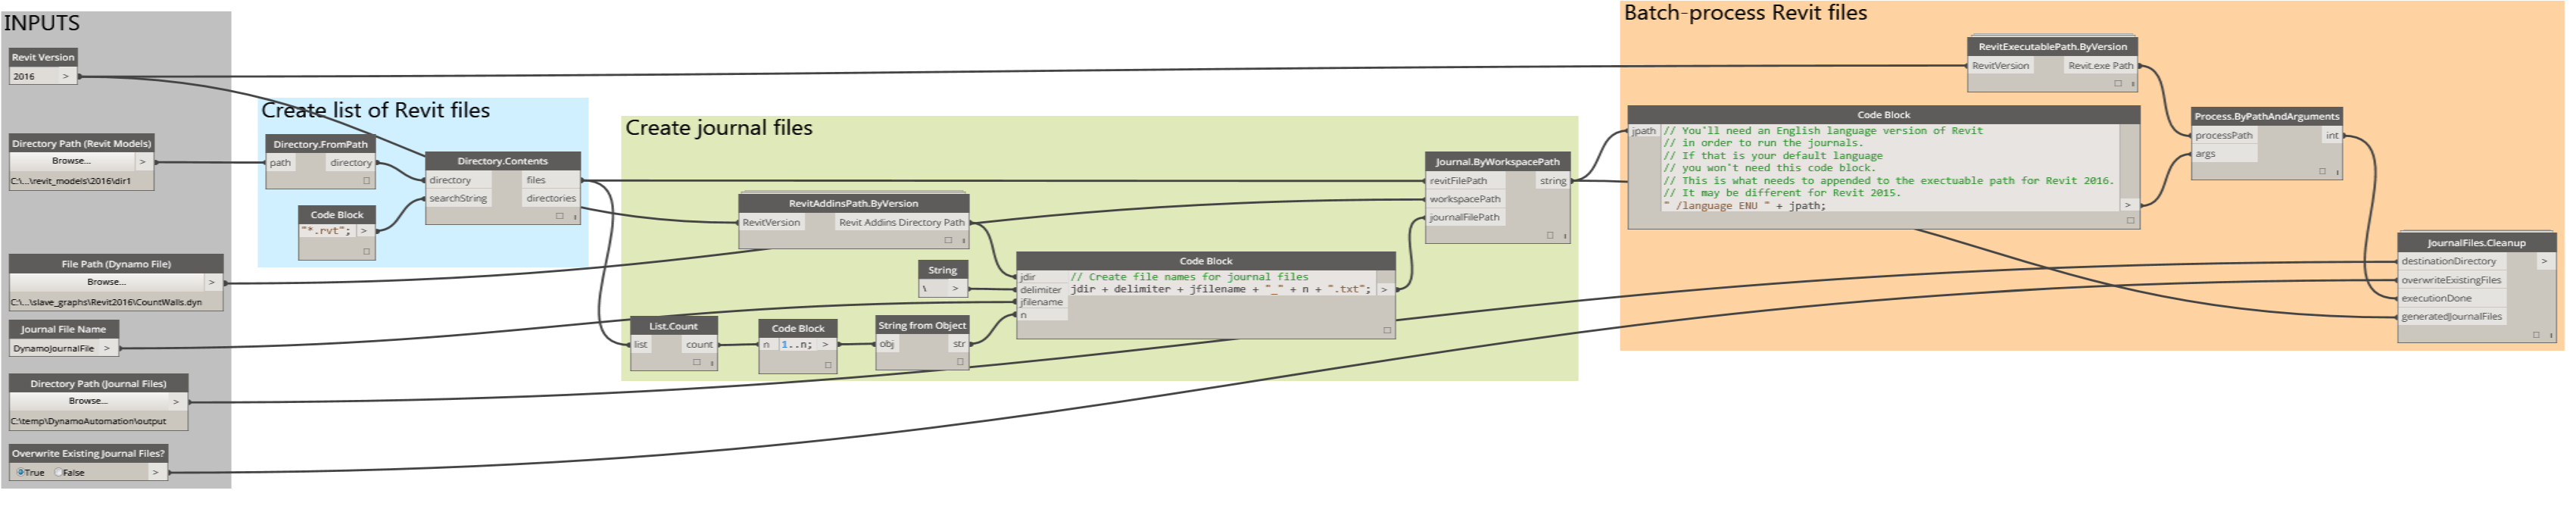 INPUTS
Revit Version
2016 >
Directory Path (Revit Models)
Browse... >
C:\...\revit_models\2016\dir1
File Path (Dynamo File)
Browse... >
C:\...\slave_graphs\Revit2016\CountWalls.dyn
Journal File Name
DynamoJournalFile >
Directory Path (Journal Files)
Browse... >
C:\temp\DynamoAutomation\output
Overwrite Existing Journal Files?
True False >
Create list of Revit files
Directory.FromPath
path directory
Code Block
"*.rvt"; >
Directory.Contents
directory files
searchString directories
Create journal files
RevitAddinsPath.ByVersion
RevitVersion Revit Addins Directory Path
String
\ >
List.Count
list count
Code Block
n 1..n; >
String from Object
obj str
Code Block
jdir // Create file names for journal files
delimiter jdir + delimiter + jfilename + "_" + n + ".txt"; >
jfilename
n
Journal.ByWorkspacePath
revitFilePath string
workspacePath
journalFilePath
Batch-process Revit files
RevitExecutablePath.ByVersion
RevitVersion Revit.exe Path
Code Block
jpath // You'll need an English language version of Revit
// in order to run the journals.
// If that is your default language
// you won't need this code block.
// This is what needs to appended to the exectuable path for Revit 2016.
// It may be different for Revit 2015.
" /language ENU " + jpath; >
Process.ByPathAndArguments
processPath int
args
JournalFiles.Cleanup
destinationDirectory >
overwriteExistingFiles
executionDone
generatedJournalFiles